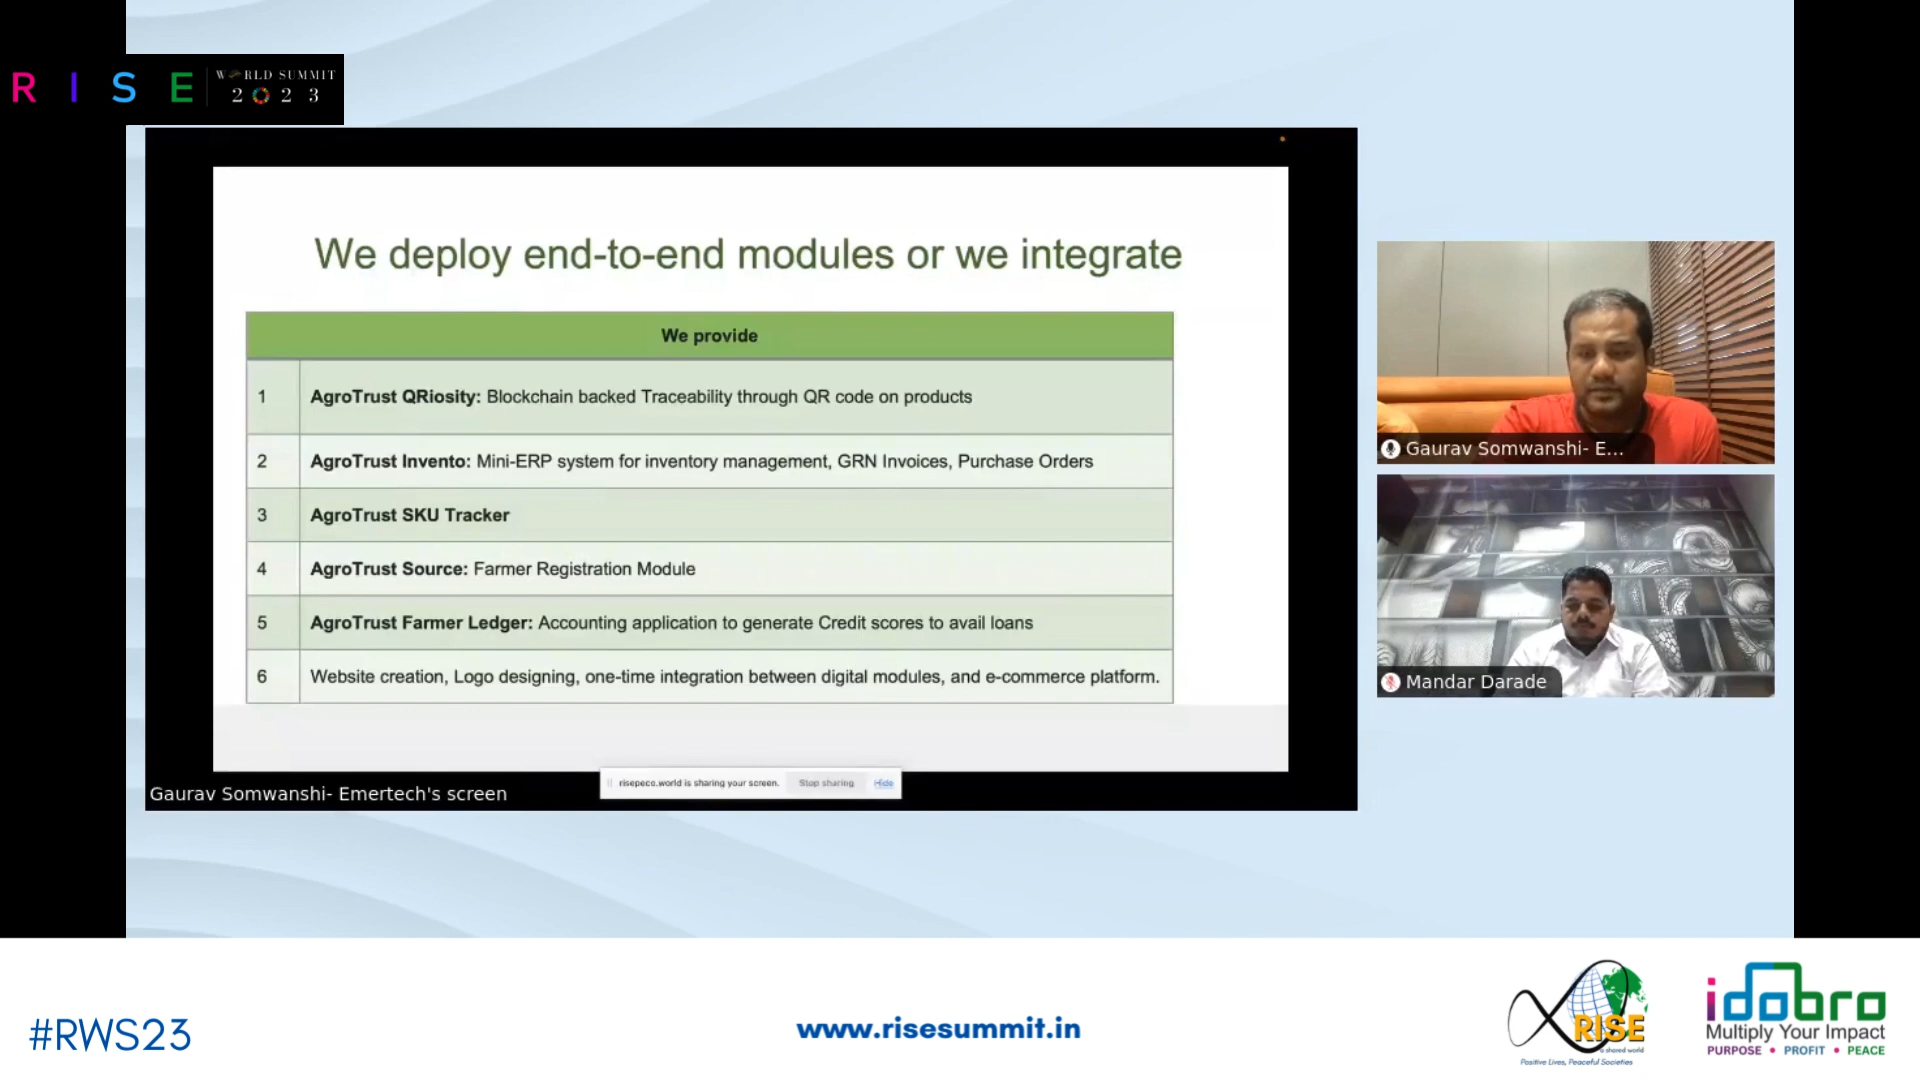 RISE
WORLD SUMMIT
2023
We deploy end-to-end modules or we integrate
We provide
1 AgroTrust QRiosity: Blockchain backed Traceability through QR code on products
2 AgroTrust Invento: Mini-ERP system for inventory management, GRN Invoices, Purchase Orders
3 AgroTrust SKU Tracker
4 AgroTrust Source: Farmer Registration Module
5 AgroTrust Farmer Ledger: Accounting application to generate Credit scores to avail loans
6 Website creation, Logo designing, one-time integration between digital modules, and e-commerce platform.
risepeco.world is sharing your screen. Stop sharing Hide
Gaurav Somwanshi- Emertech's screen
Gaurav Somwanshi- E...
Mandar Darade
#RWS23
www.risesummit.in
RISE
a shared world
Positive Lives, Peaceful Societies
idobro
Multiply Your Impact
PURPOSE • PROFIT • PEACE